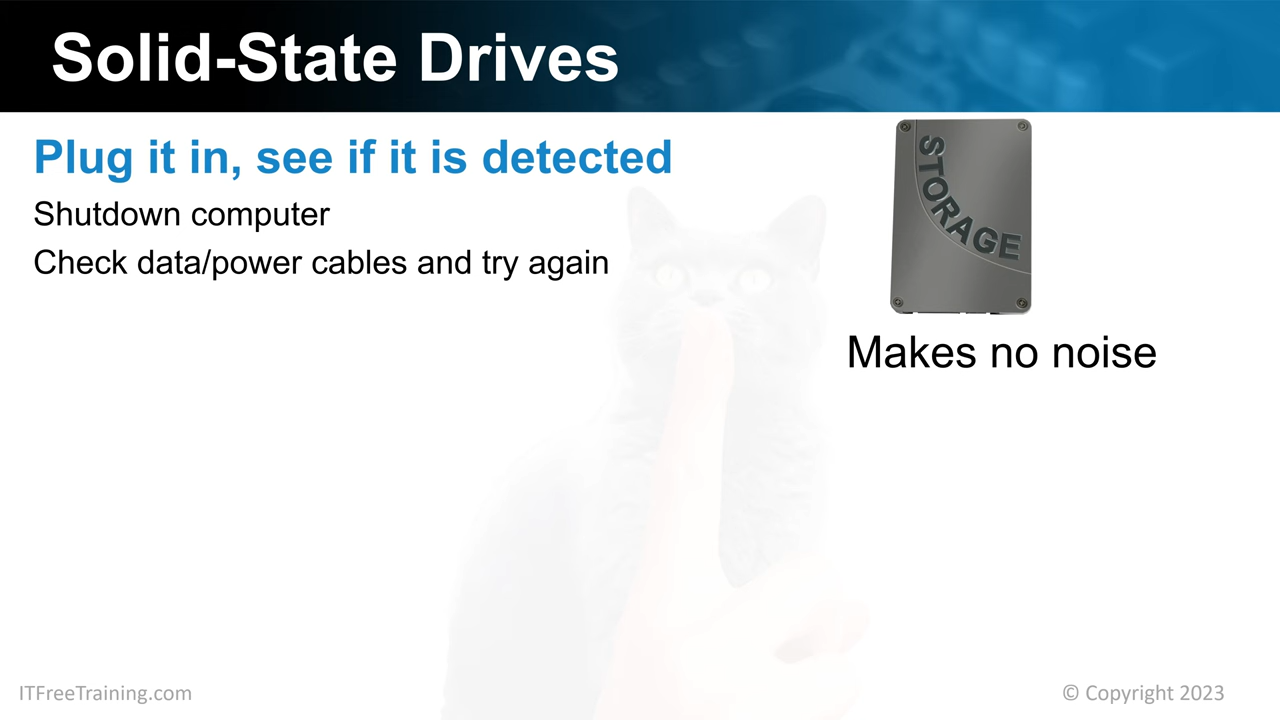 Solid-State Drives
Plug it in, see if it is detected
Shutdown computer
Check data/power cables and try again
STORAGE
Makes no noise
ITFreeTraining.com
© Copyright 2023